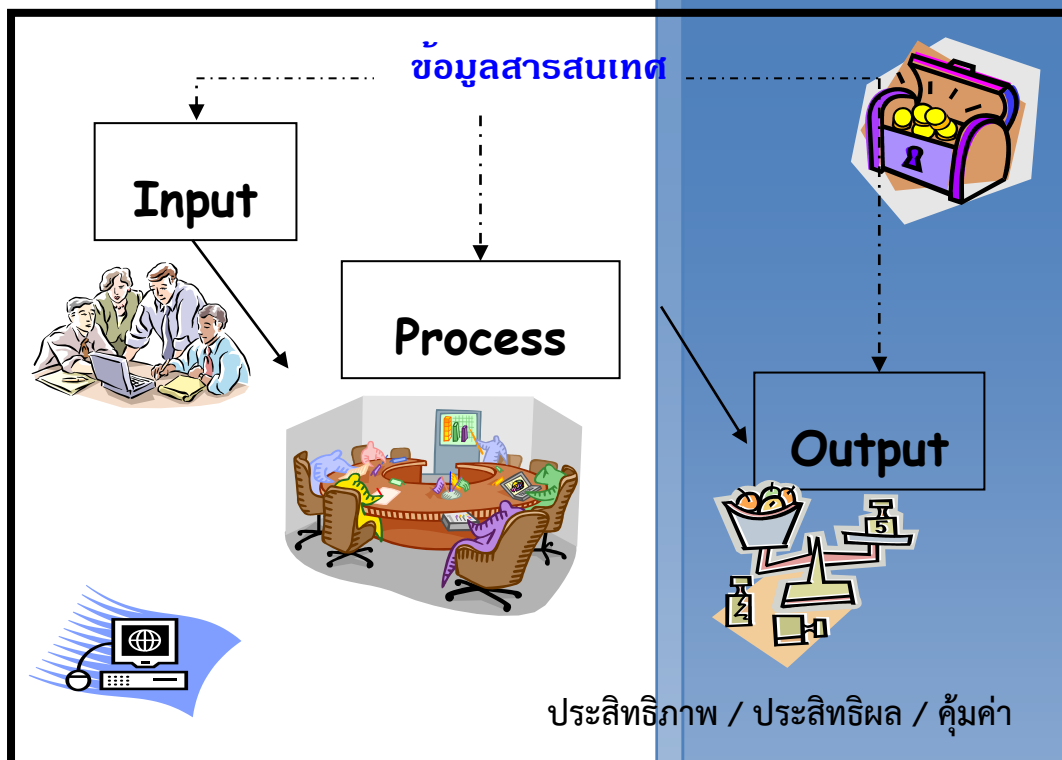 ข้อมูลสารสนเทศ
Input
Process
Output
5
ประสิทธิภาพ / ประสิทธิผล / คุ้มค่า